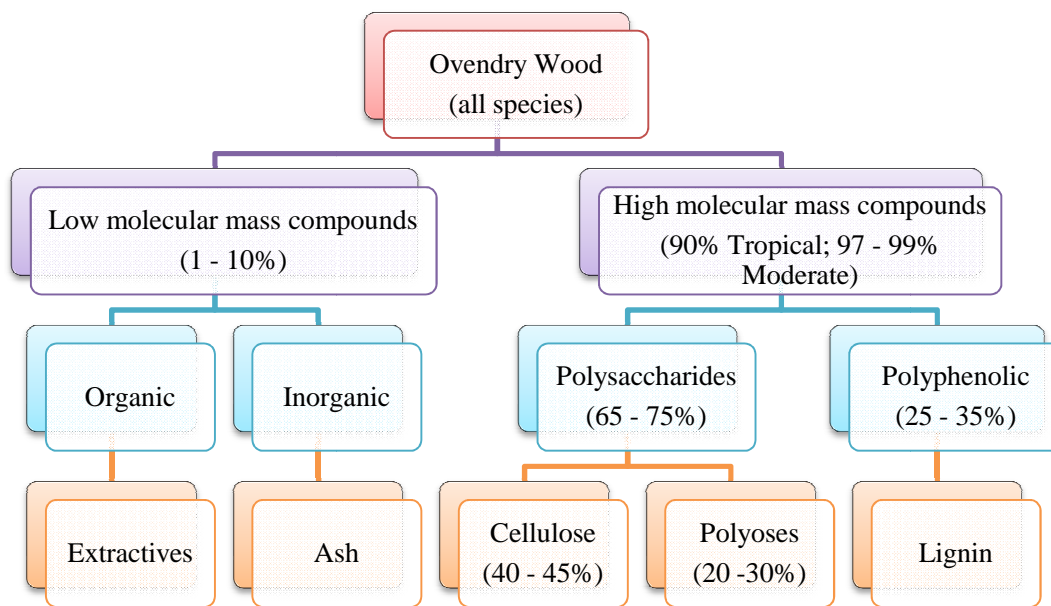 Ovendry Wood
(all species)
Low molecular mass compounds
(1 - 10%)
High molecular mass compounds
(90% Tropical; 97 - 99%
Moderate)
Organic
Inorganic
Polysaccharides
(65 - 75%)
Polyphenolic
(25 - 35%)
Extractives
Ash
Cellulose
(40 - 45%)
Polyoses
(20 -30%)
Lignin